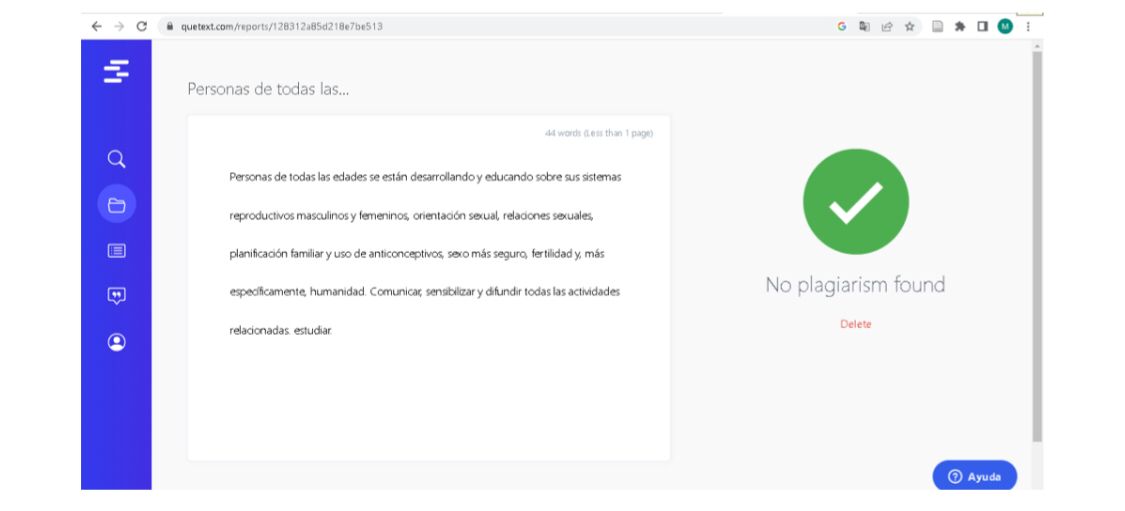 quetext.com/reports/128312a85d218e7be513
G
M
Personas de todas las...
44 words (Less than 1 page)
Personas de todas las edades se están desarrollando y educando sobre sus sistemas
reproductivos masculinos y femeninos, orientación sexual, relaciones sexuales,
planificación familiar y uso de anticonceptivos, sexo más seguro, fertilidad y, más
específicamente, humanidad. Comunicar, sensibilizar y difundir todas las actividades
relacionadas. estudiar.
No plagiarism found
Delete
Ayuda